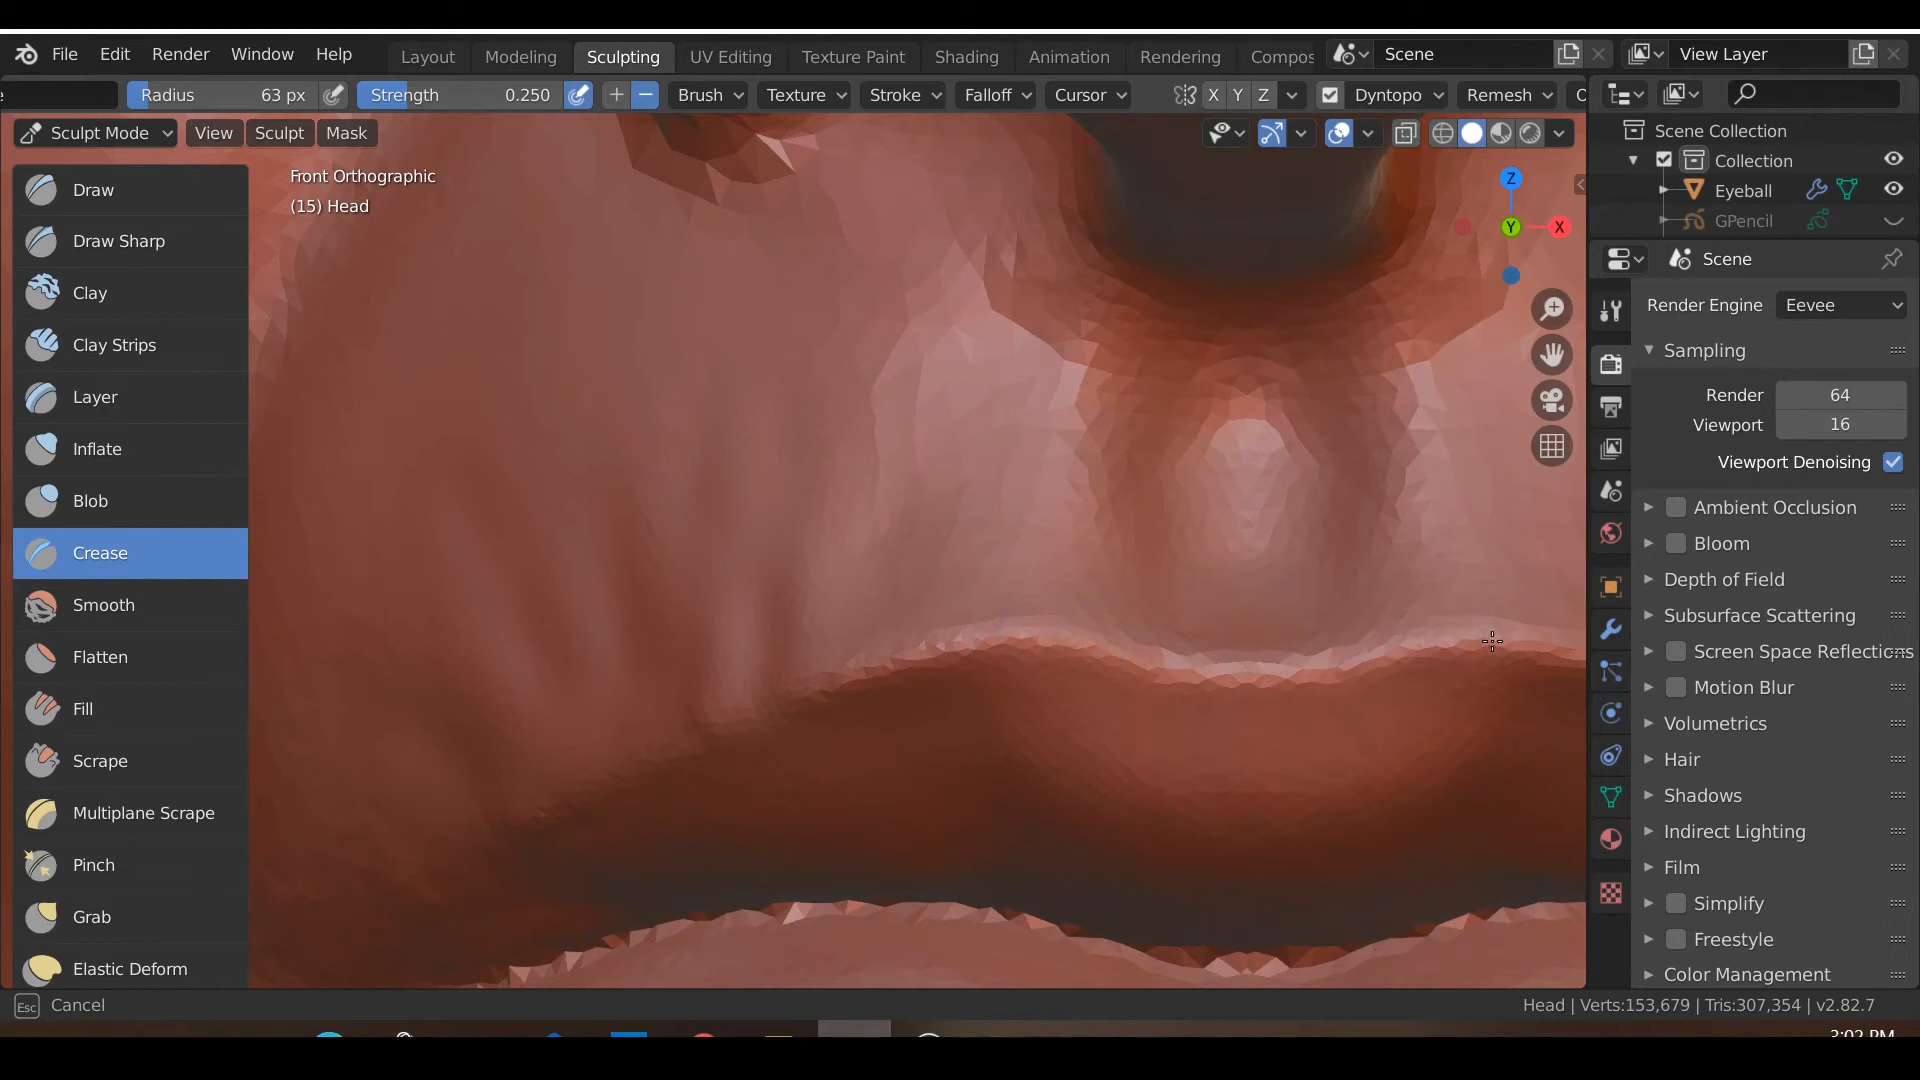 File Edit Render Window Help Layout Modeling Sculpting UV Editing Texture Paint Shading Animation Rendering Compos Scene View Layer
e Radius 63 px Strength 0.250 Brush Texture Stroke Falloff Cursor X Y Z Dyntopo Remesh
Sculpt Mode View Sculpt Mask
Scene Collection
Collection
Eyeball
GPencil
Front Orthographic
(15) Head
Z
Y
X
Draw
Draw Sharp
Clay
Clay Strips
Layer
Inflate
Blob
Crease
Smooth
Flatten
Fill
Scrape
Multiplane Scrape
Pinch
Grab
Elastic Deform
Scene
Render Engine Eevee
Sampling
Render 64
Viewport 16
Viewport Denoising
Ambient Occlusion
Bloom
Depth of Field
Subsurface Scattering
Screen Space Reflections
Motion Blur
Volumetrics
Hair
Shadows
Indirect Lighting
Film
Simplify
Freestyle
Color Management
Esc Cancel
Head | Verts:153,679 | Tris:307,354 | v2.82.7
3:02 PM